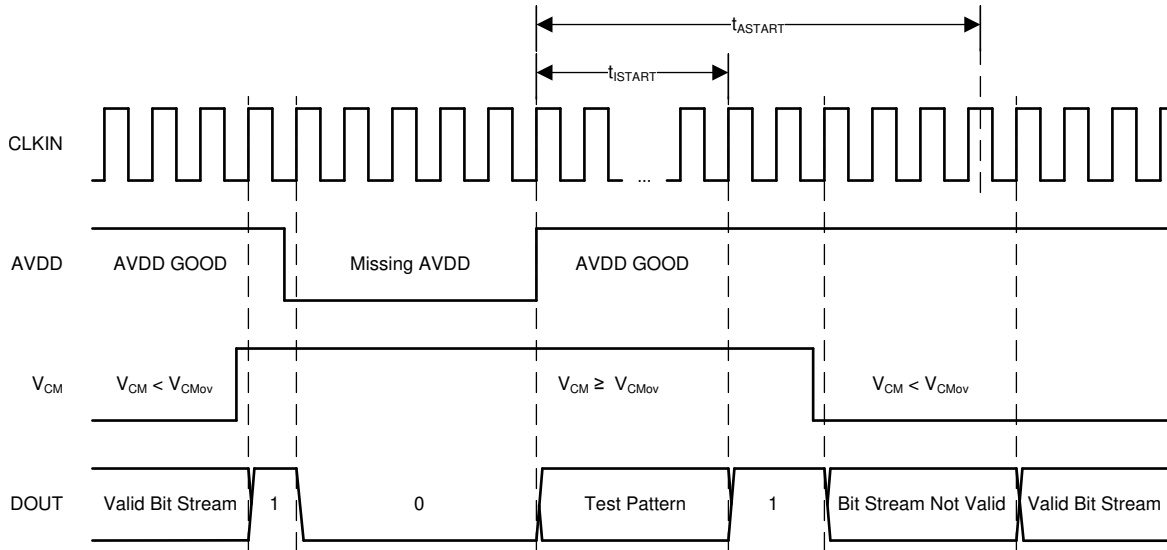 tASTART
tISTART
CLKIN
...
AVDD
AVDD GOOD
Missing AVDD
AVDD GOOD
VCM
VCM < VCMov
VCM ≥ VCMov
VCM < VCMov
DOUT
Valid Bit Stream
1
0
Test Pattern
1
Bit Stream Not Valid
Valid Bit Stream